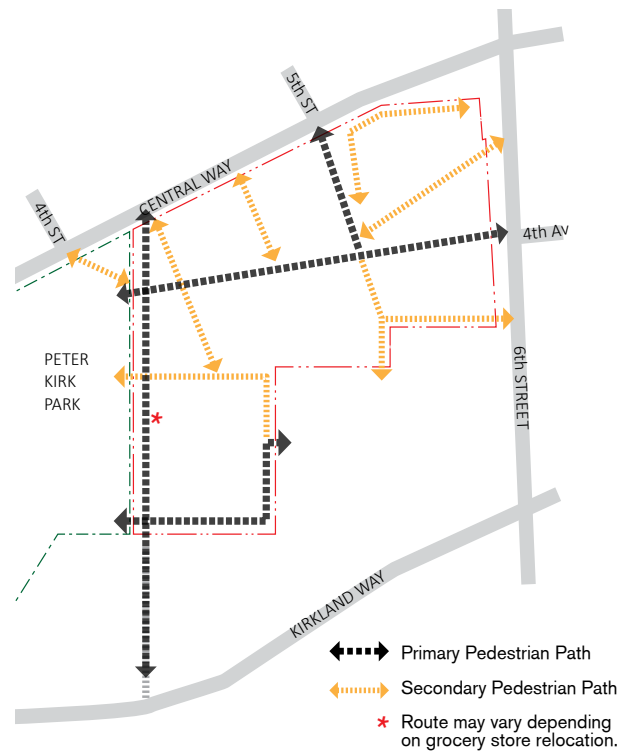 5th ST
CENTRAL WAY
4th ST
4th Av
PETER
KIRK
PARK
6th STREET
*
KIRKLAND WAY
Primary Pedestrian Path
Secondary Pedestrian Path
* Route may vary depending
on grocery store relocation.